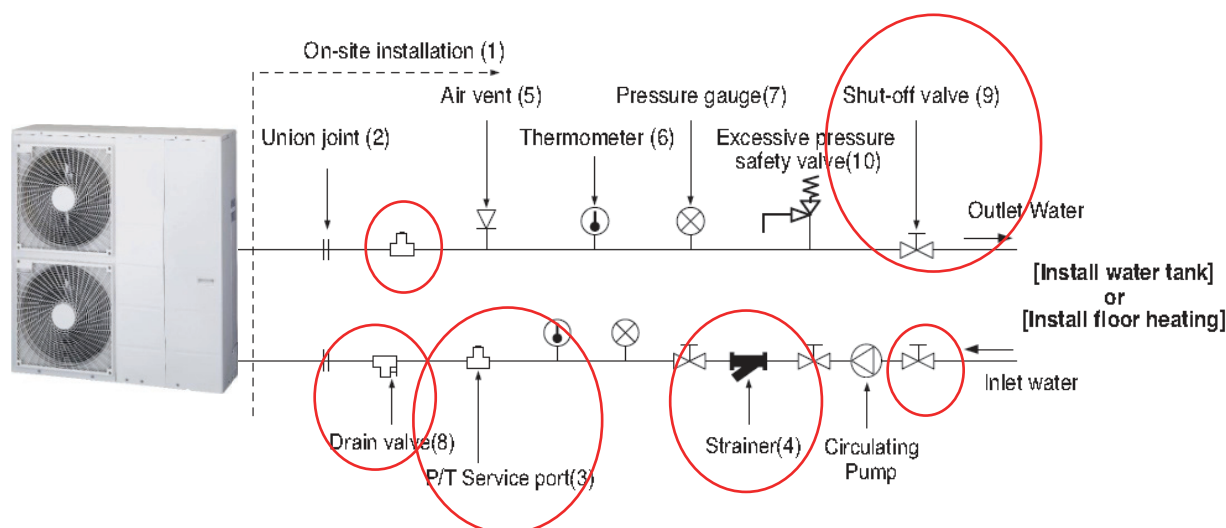 On-site installation (1)
Air vent (5)
Pressure gauge(7)
Shut-off valve (9)
Union joint (2)
Thermometer (6)
Excessive pressure
safety valve(10)
Outlet Water
[Install water tank]
or
[Install floor heating]
Inlet water
Drain valve(8)
P/T Service port(3)
Strainer(4)
Circulating
Pump